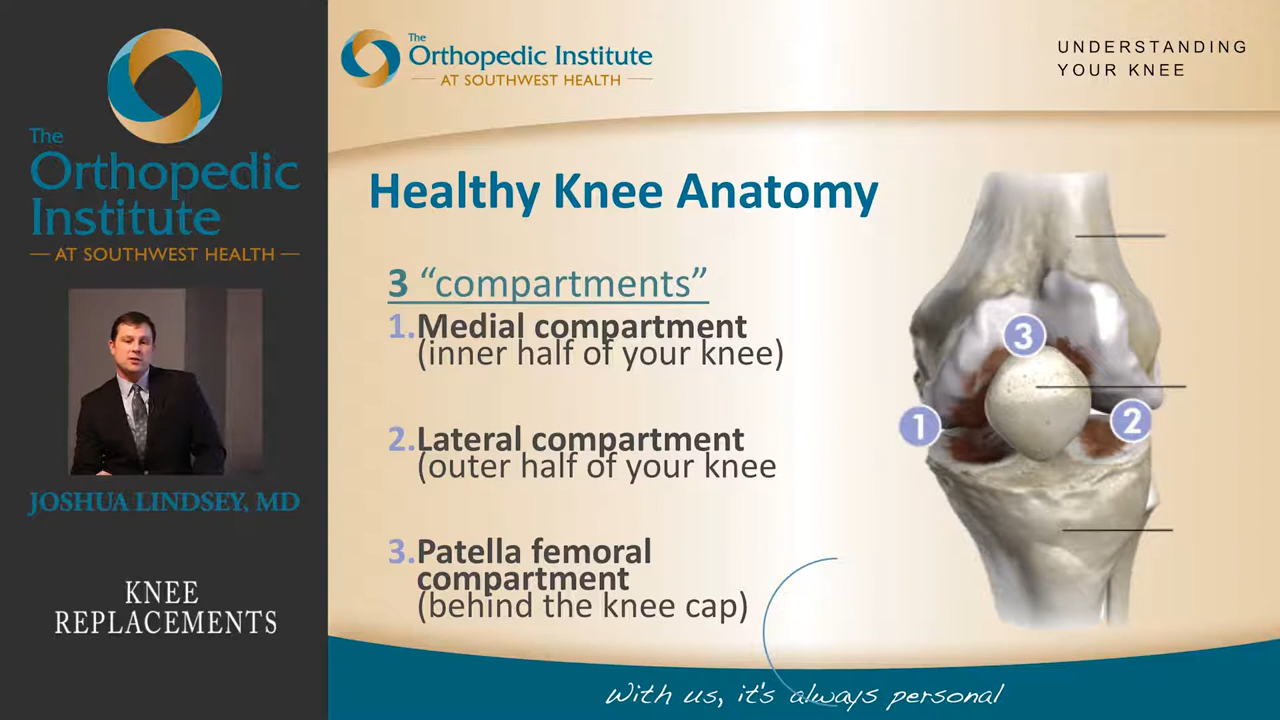 The
Orthopedic
Institute
AT SOUTHWEST HEALTH
JOSHUA LINDSEY, MD
KNEE
REPLACEMENTS
The
Orthopedic Institute
AT SOUTHWEST HEALTH
UNDERSTANDING
YOUR KNEE
Healthy Knee Anatomy
3 “compartments”
1.Medial compartment
(inner half of your knee)
2.Lateral compartment
(outer half of your knee
3.Patella femoral
compartment
(behind the knee cap)
3
1
2
With us, it's always personal